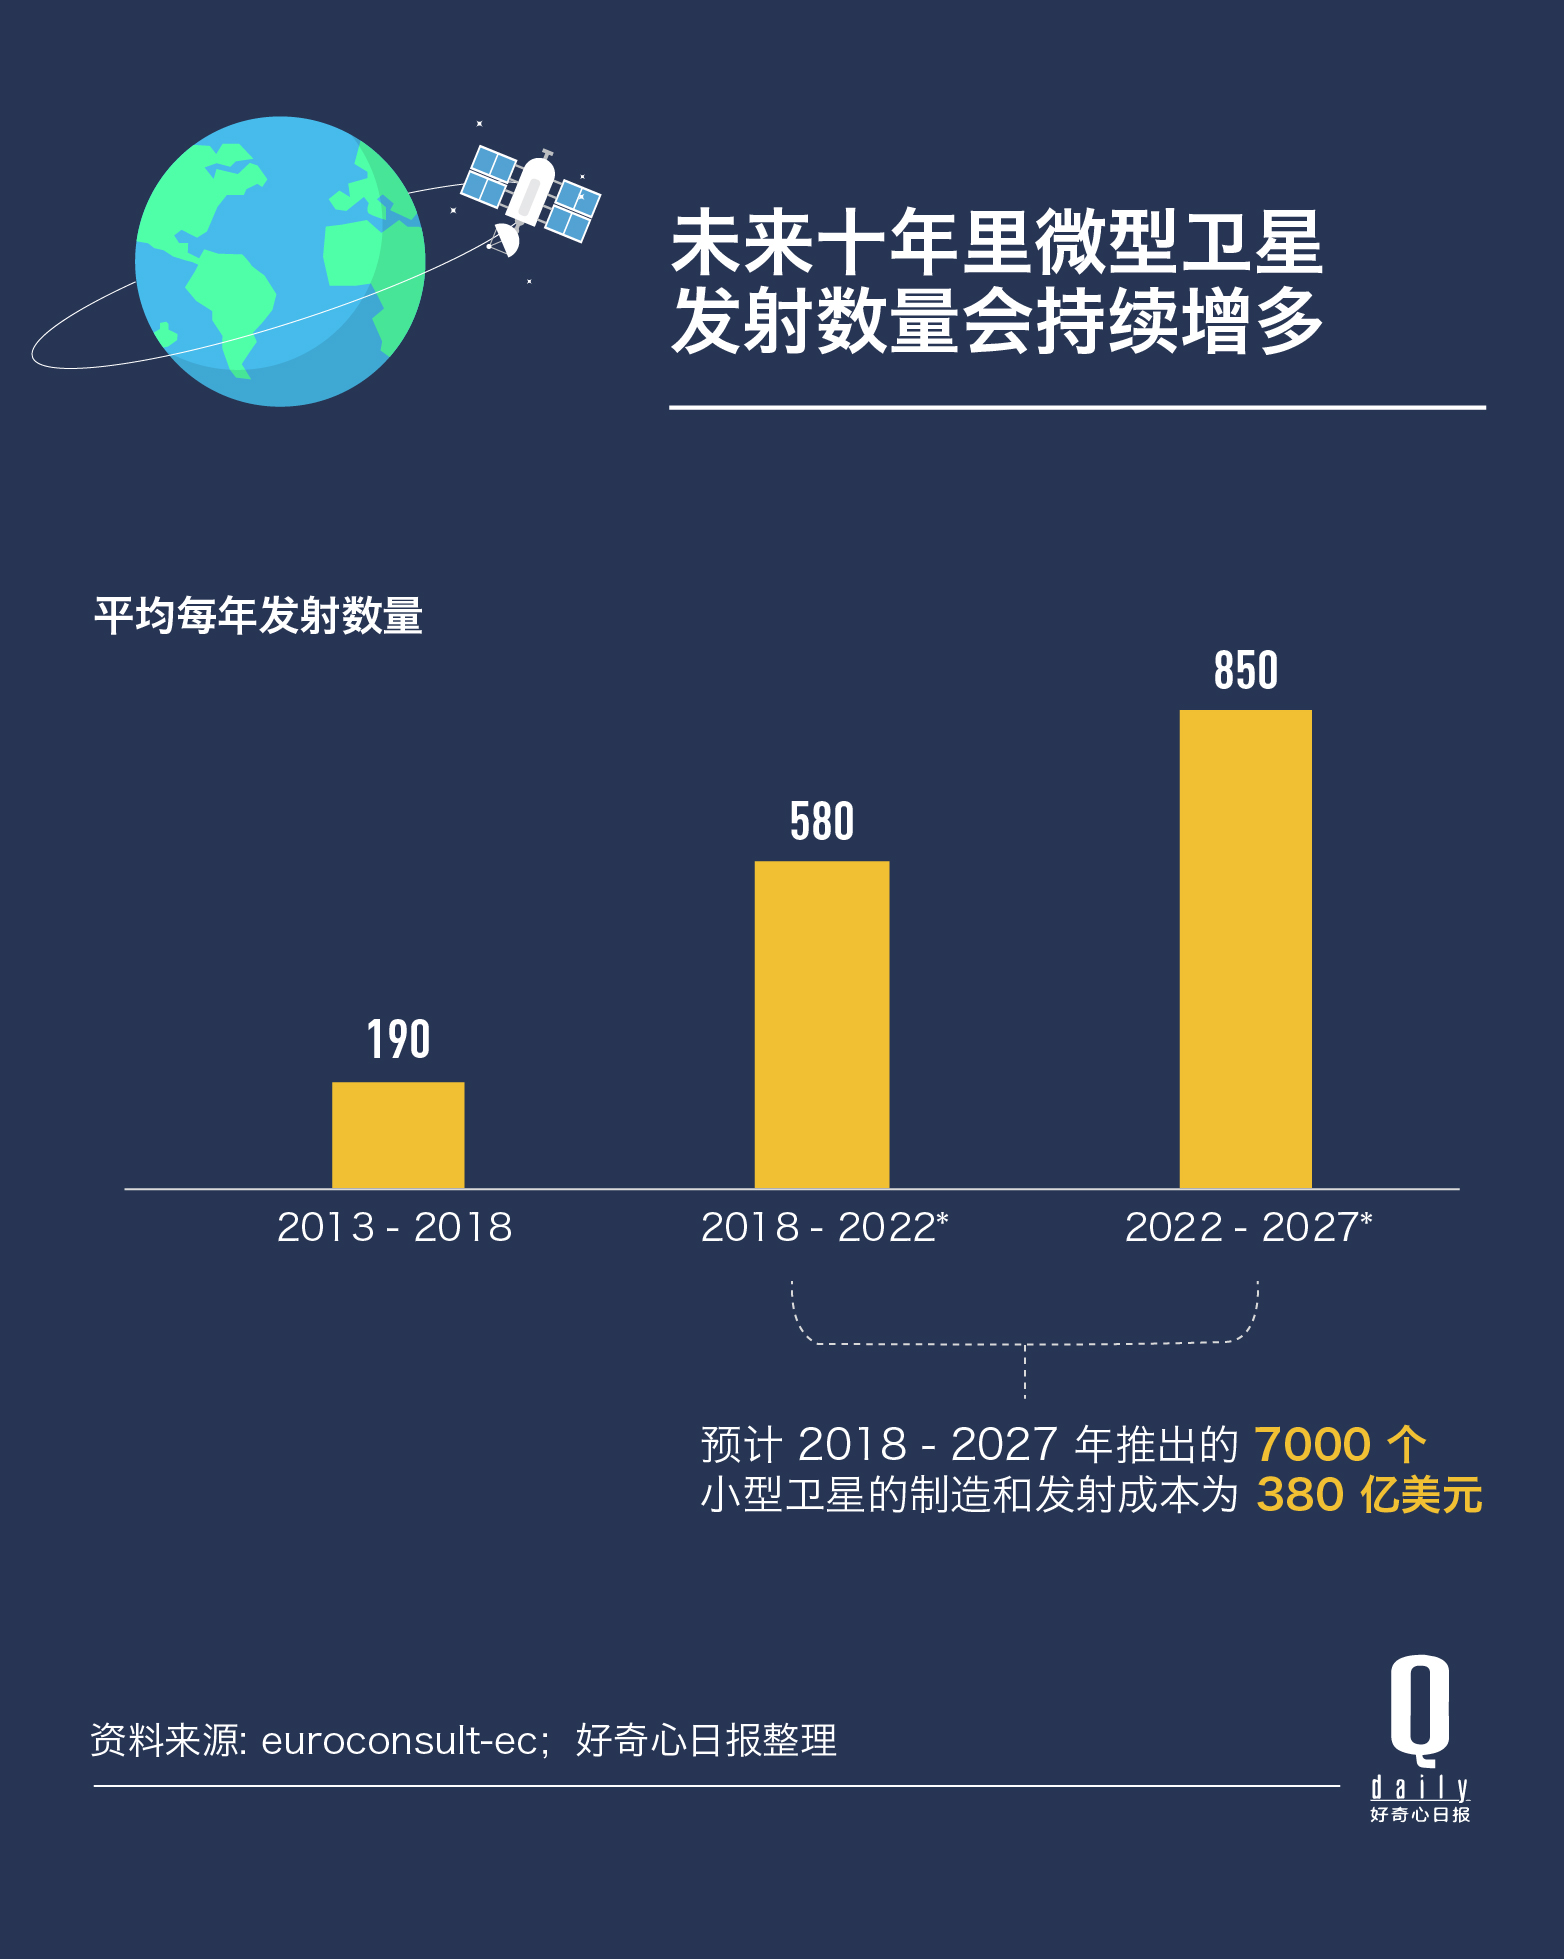 未来十年里微型卫星
发射数量会持续增多
平均每年发射数量
850
580
190
2013 - 2018
2018 - 2022*
2022 - 2027*
预计 2018 - 2027 年推出的 7000 个
小型卫星的制造和发射成本为 380 亿美元
资料来源: euroconsult-ec；好奇心日报整理
Q
daily
好奇心日报